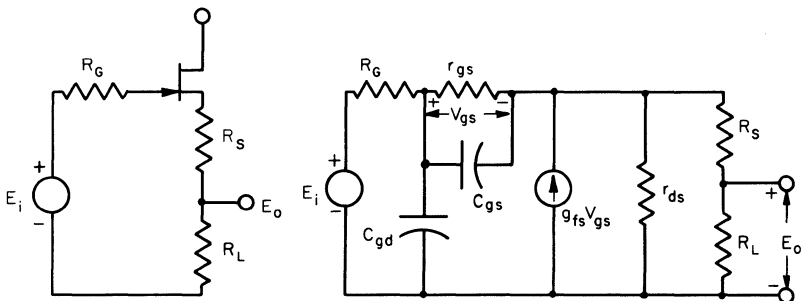 R_G
R_S
E_i
+
-
E_o
R_L
R_G
r_gs
+
-
V_gs
C_gs
C_gd
E_i
+
-
g_fs V_gs
r_ds
R_S
R_L
+
E_o
-